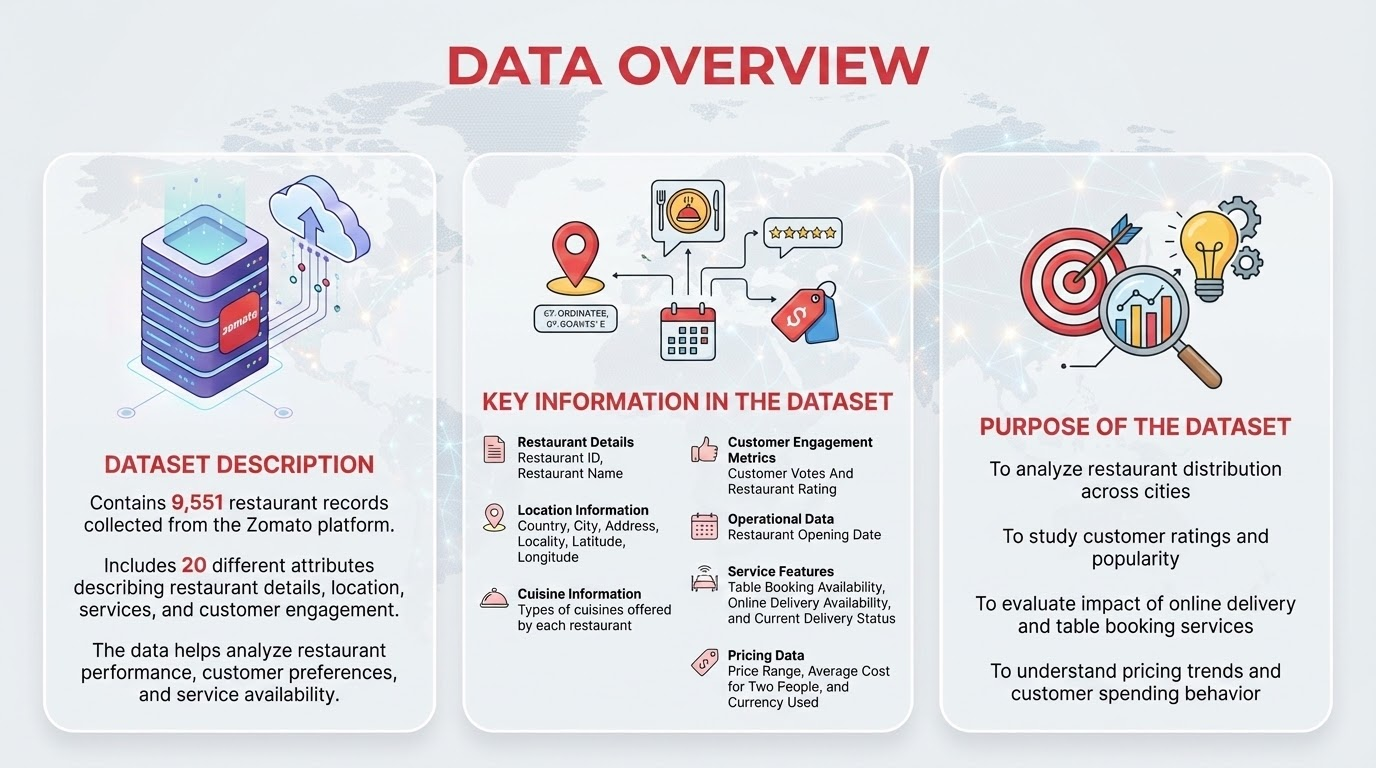 DATA OVERVIEW
zomato
DATASET DESCRIPTION
Contains 9,551 restaurant records
collected from the Zomato platform.
Includes 20 different attributes
describing restaurant details, location,
services, and customer engagement.
The data helps analyze restaurant
performance, customer preferences,
and service availability.
KEY INFORMATION IN THE DATASET
Restaurant Details
Restaurant ID,
Restaurant Name
Location Information
Country, City, Address,
Locality, Latitude,
Longitude
Cuisine Information
Types of cuisines offered
by each restaurant
Customer Engagement
Metrics
Customer Votes And
Restaurant Rating
Operational Data
Restaurant Opening Date
Service Features
Table Booking Availability,
Online Delivery Availability,
and Current Delivery Status
Pricing Data
Price Range, Average Cost
for Two People, and
Currency Used
PURPOSE OF THE DATASET
To analyze restaurant distribution
across cities
To study customer ratings and
popularity
To evaluate impact of online delivery
and table booking services
To understand pricing trends and
customer spending behavior